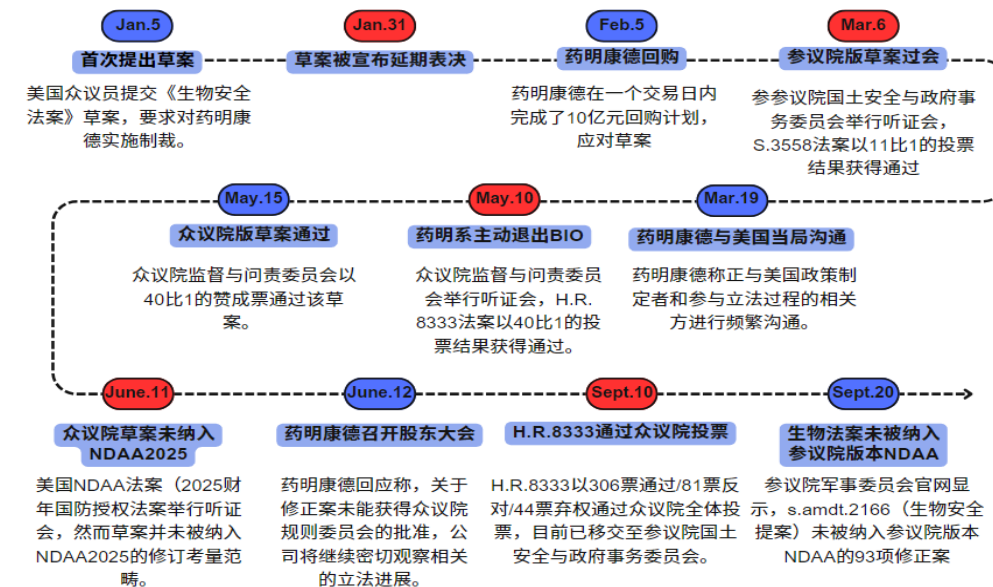 Jan.5
首次提出草案
美国众议员提交《生物安全
法案》草案，要求对药明康
德实施制裁。
Jan.31
草案被宣布延期表决
Feb.5
药明康德回购
药明康德在一个交易日内
完成了10亿元回购计划，
应对草案
Mar.6
参议院版草案过会
参参议院国土安全与政府事
务委员会举行听证会，
S.3558法案以11比1的投票
结果获得通过
Mar.19
药明康德与美国当局沟通
药明康德称正与美国政策制
定者和参与立法过程的相关
方进行频繁沟通。
May.10
药明系主动退出BIO
众议院监督与问责委员
会举行听证会，H.R.
8333法案以40比1的投
票结果获得通过。
May.15
众议院版草案通过
众议院监督与问责委员会以
40比1的赞成票通过该草
案。
June.11
众议院草案未纳入
NDAA2025
美国NDAA法案（2025财
年国防授权法案举行听证
会，然而草案并未被纳入
NDAA2025的修订考量范
畴。
June.12
药明康德召开股东大会
药明康德回应称，关于
修正案未能获得众议院
规则委员会的批准，公
司将继续密切观察相关
的立法进展。
Sept.10
H.R.8333通过众议院投票
H.R.8333以306票通过/81票反
对/44票弃权通过众议院全体投
票，目前已移交至参议院国土
安全与政府事务委员会。
Sept.20
生物法案未被纳入
参议院版本NDAA
参议院军事委员会官网显
示，s.amdt.2166（生物安全
提案）未被纳入参议院版本
NDAA的93项修正案